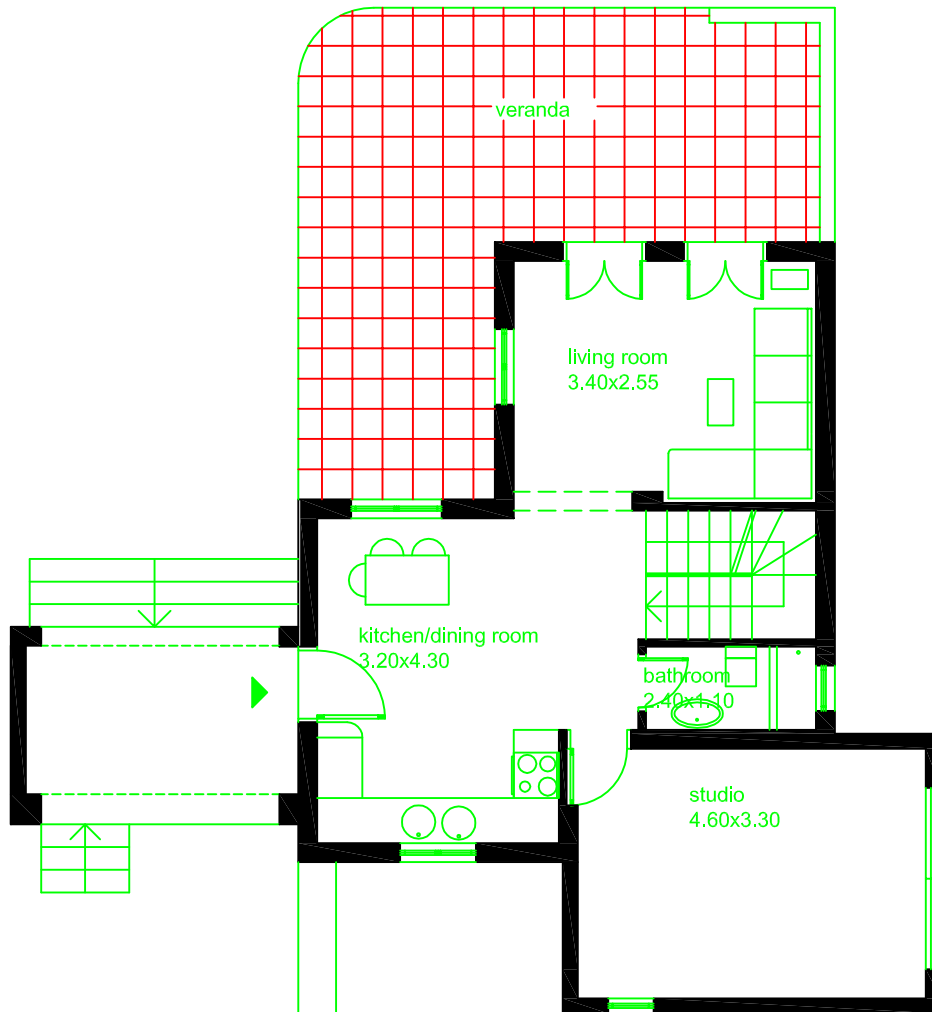 veranda
living room
3.40x2.55
kitchen/dining room
3.20x4.30
bathroom
2.40x1.10
studio
4.60x3.30